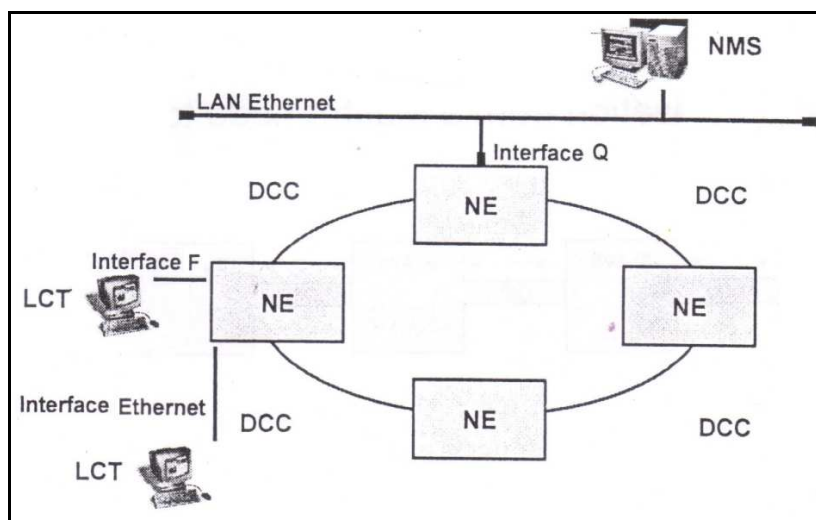 NMS
LAN Ethernet
Interface Q
DCC
DCC
NE
Interface F
LCT
NE
NE
Interface Ethernet
DCC
NE
DCC
LCT